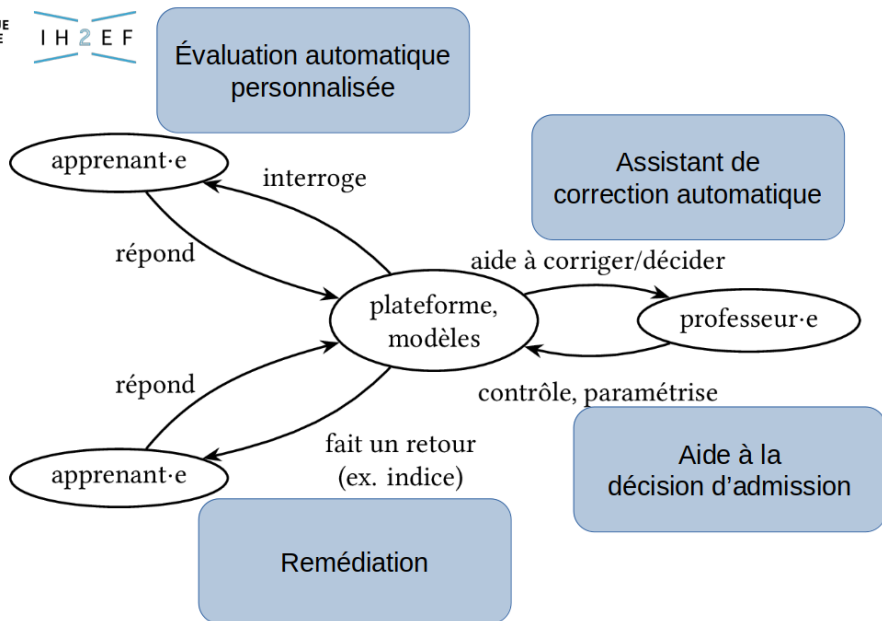 IH2EF
Évaluation automatique
personnalisée
apprenant·e
interroge
répond
Assistant de
correction automatique
aide à corriger/décider
plateforme,
modèles
professeur·e
répond
contrôle, paramétrise
apprenant·e
fait un retour
(ex. indice)
Aide à la
décision d'admission
Remédiation